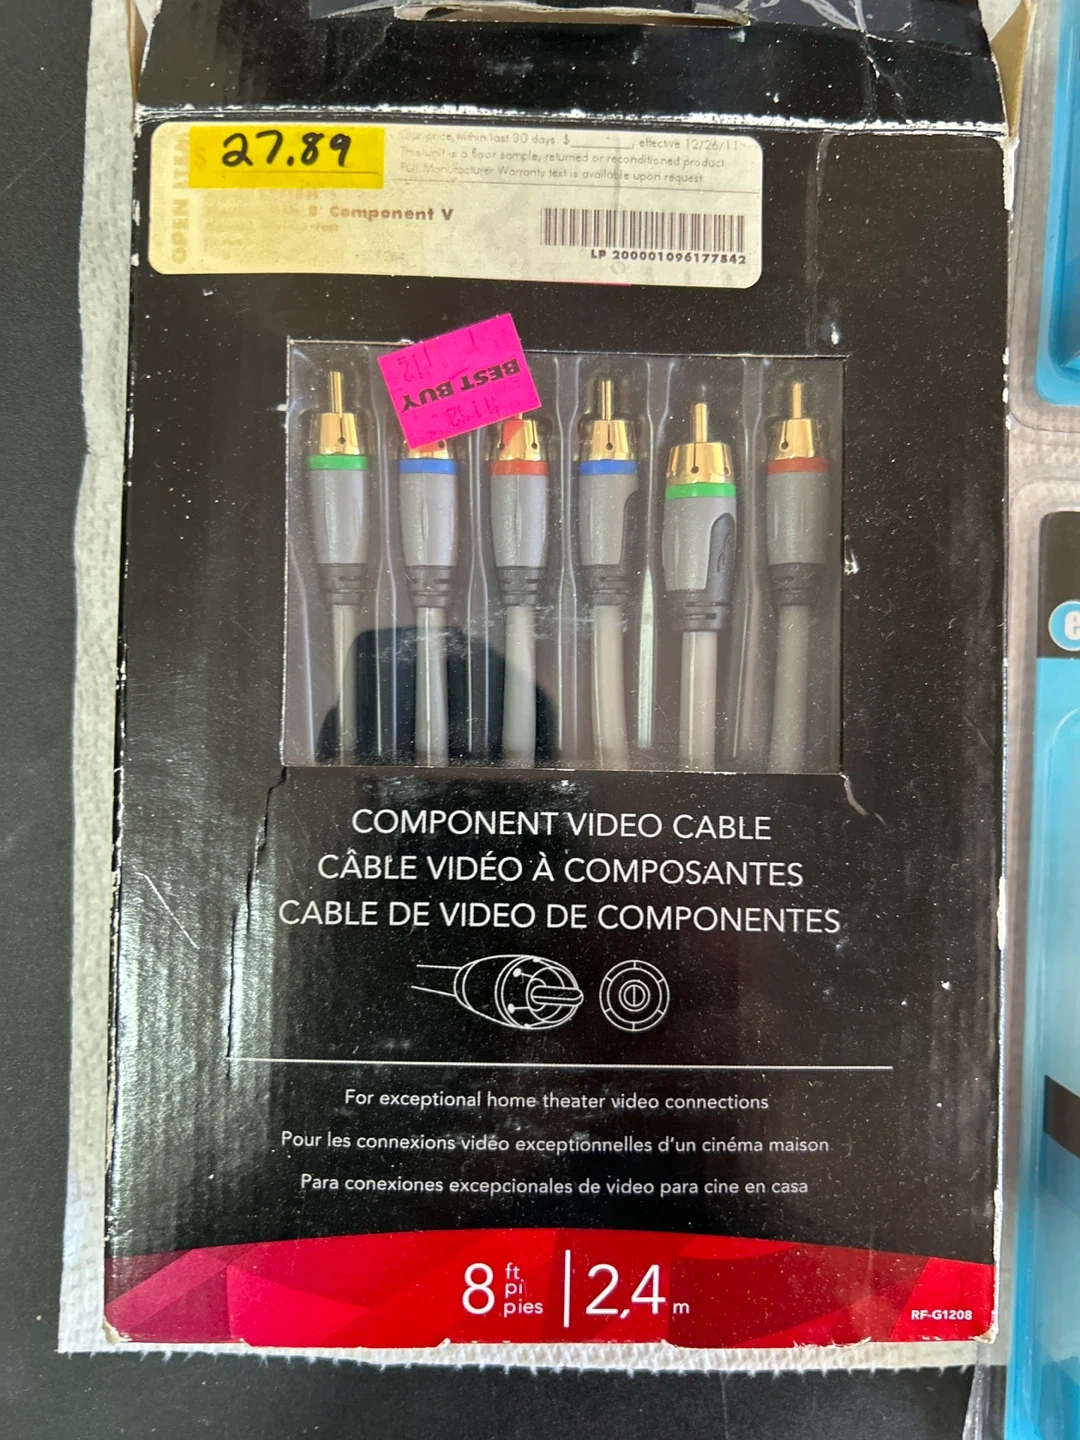 $ 27.89
OPEN ITEM
Our price within last 30 days $______, effective 12/26/11
This unit is a floor sample, returned or reconditioned product
Full Manufacturer Warranty text is available upon request
8' Component V
LP 200001096177842
BEST BUY
COMPONENT VIDEO CABLE
CÂBLE VIDÉO À COMPOSANTES
CABLE DE VIDEO DE COMPONENTES
For exceptional home theater video connections
Pour les connexions vidéo exceptionnelles d'un cinéma maison
Para conexiones excepcionales de video para cine en casa
8 ft pi pies | 2,4 m
RF-G1208
e